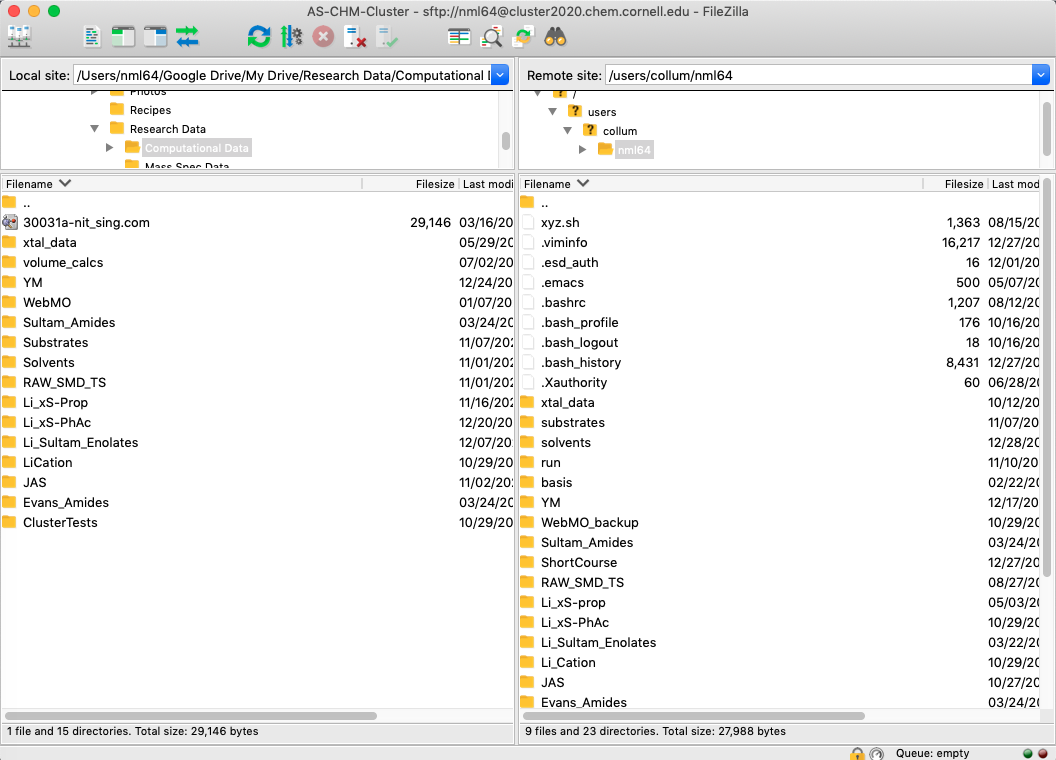 AS-CHM-Cluster - sftp://nml64@cluster2020.chem.cornell.edu - FileZilla
Local site: /Users/nml64/Google Drive/My Drive/Research Data/Computational
Remote site: /users/collum/nml64
Photos
Recipes
Research Data
Computational Data
Mass Spec Data
/
users
collum
nml64
Filename Filesize Last modi
..
30031a-nit_sing.com 29,146 03/16/20
xtal_data 05/29/20
volume_calcs 07/02/20
YM 12/24/20
WebMO 01/07/20
Sultam_Amides 03/24/20
Substrates 11/07/202
Solvents 11/01/202
RAW_SMD_TS 11/01/202
Li_xS-Prop 11/16/202
Li_xS-PhAc 12/20/20
Li_Sultam_Enolates 12/07/20
LiCation 10/29/20
JAS 11/02/202
Evans_Amides 03/24/20
ClusterTests 10/29/20
1 file and 15 directories. Total size: 29,146 bytes
Filename Filesize Last mod
..
xyz.sh 1,363 08/15/20
.viminfo 16,217 12/27/20
.esd_auth 16 12/01/20
.emacs 500 05/07/20
.bashrc 1,207 08/12/20
.bash_profile 176 10/16/20
.bash_logout 18 10/16/20
.bash_history 8,431 12/27/20
.Xauthority 60 06/28/20
xtal_data 10/12/20
substrates 11/07/20
solvents 12/28/20
run 11/10/20
basis 02/22/20
YM 12/17/20
WebMO_backup 10/29/20
Sultam_Amides 03/24/20
ShortCourse 12/27/20
RAW_SMD_TS 08/27/20
Li_xS-prop 05/03/20
Li_xS-PhAc 10/29/20
Li_Sultam_Enolates 03/22/20
Li_Cation 10/29/20
JAS 10/27/20
Evans_Amides 03/24/20
9 files and 23 directories. Total size: 27,988 bytes
Queue: empty